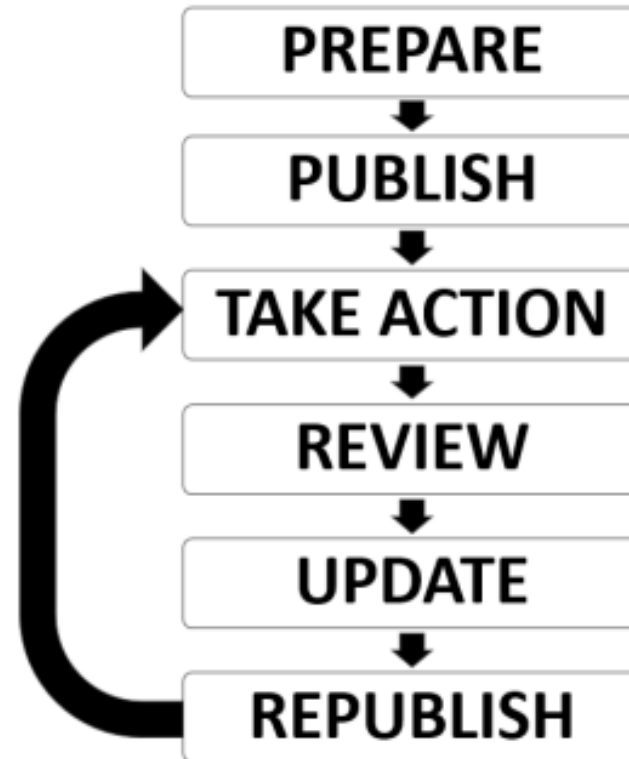 PREPARE
PUBLISH
TAKE ACTION
REVIEW
UPDATE
REPUBLISH